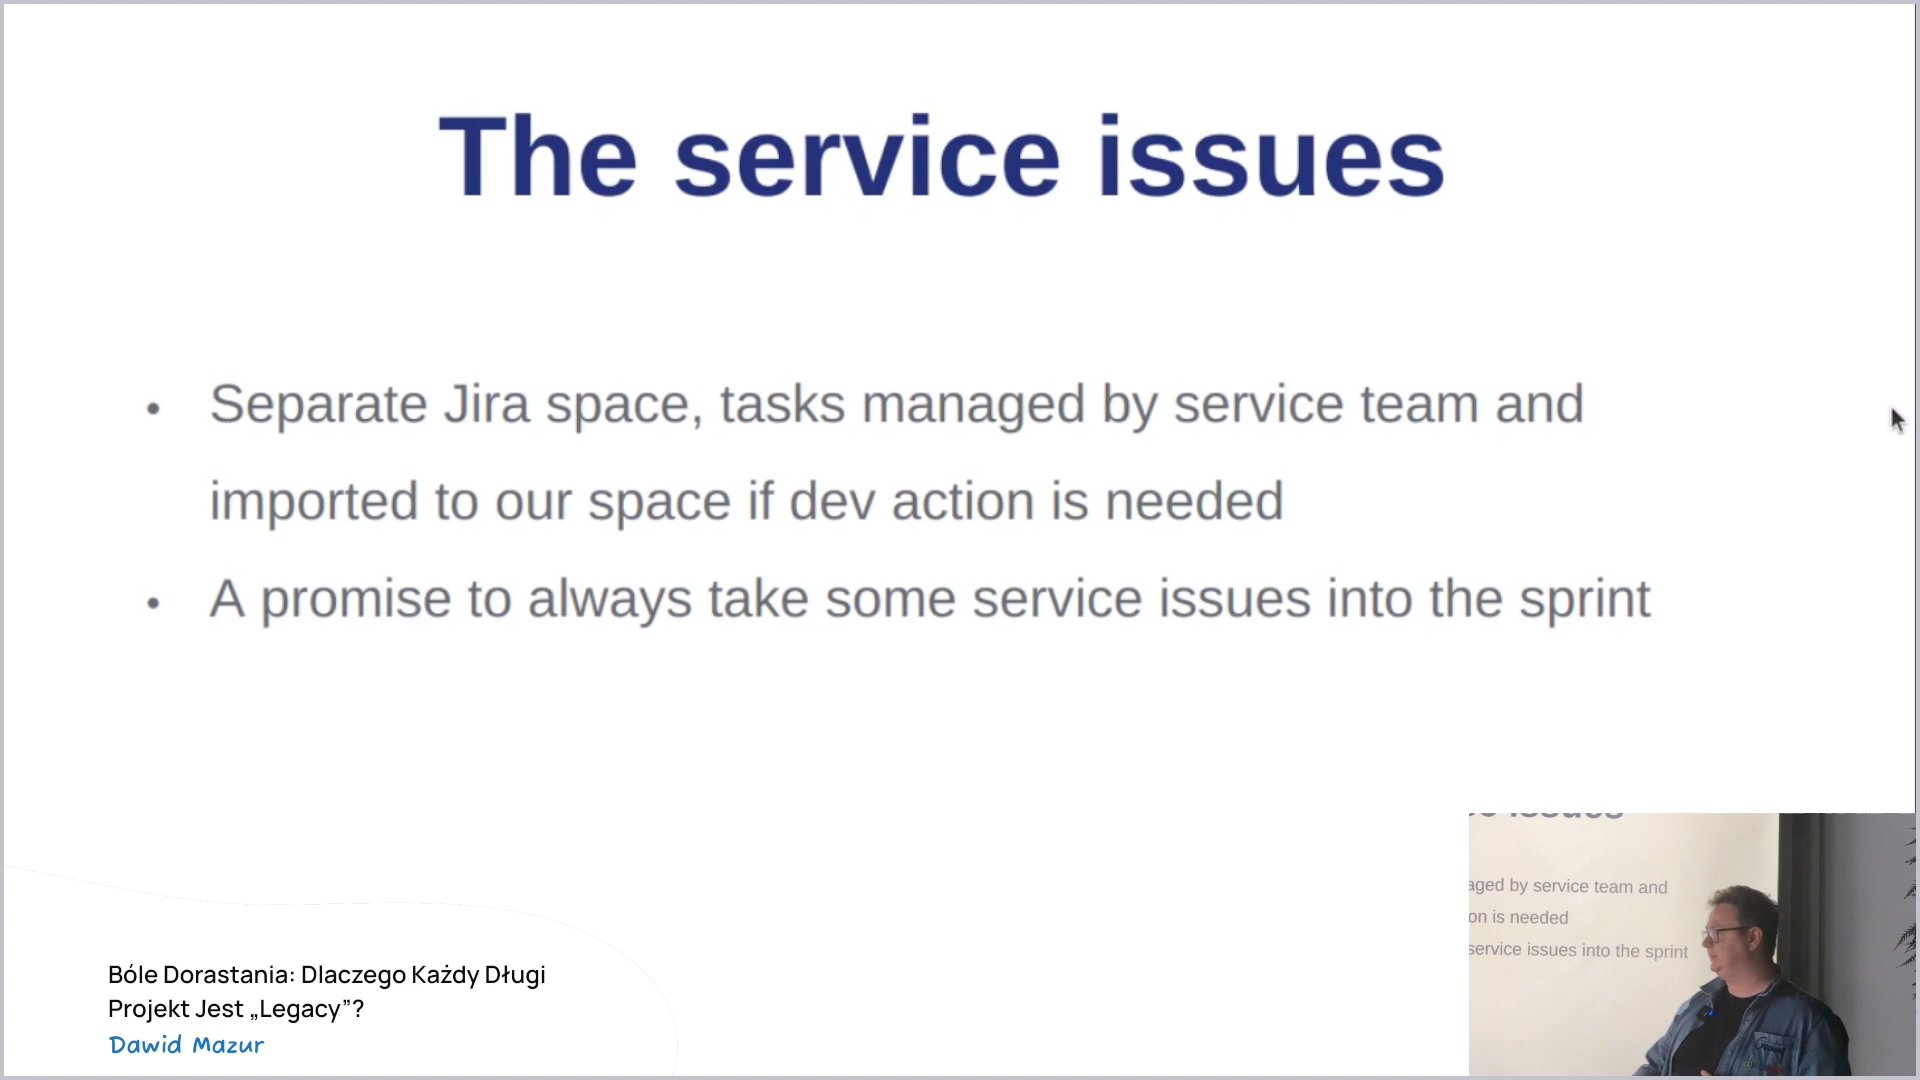 The service issues
• Separate Jira space, tasks managed by service team and
imported to our space if dev action is needed
• A promise to always take some service issues into the sprint
Bóle Dorastania: Dlaczego Każdy Długi
Projekt Jest „Legacy”?
Dawid Mazur
issues
aged by service team and
on is needed
service issues into the sprint